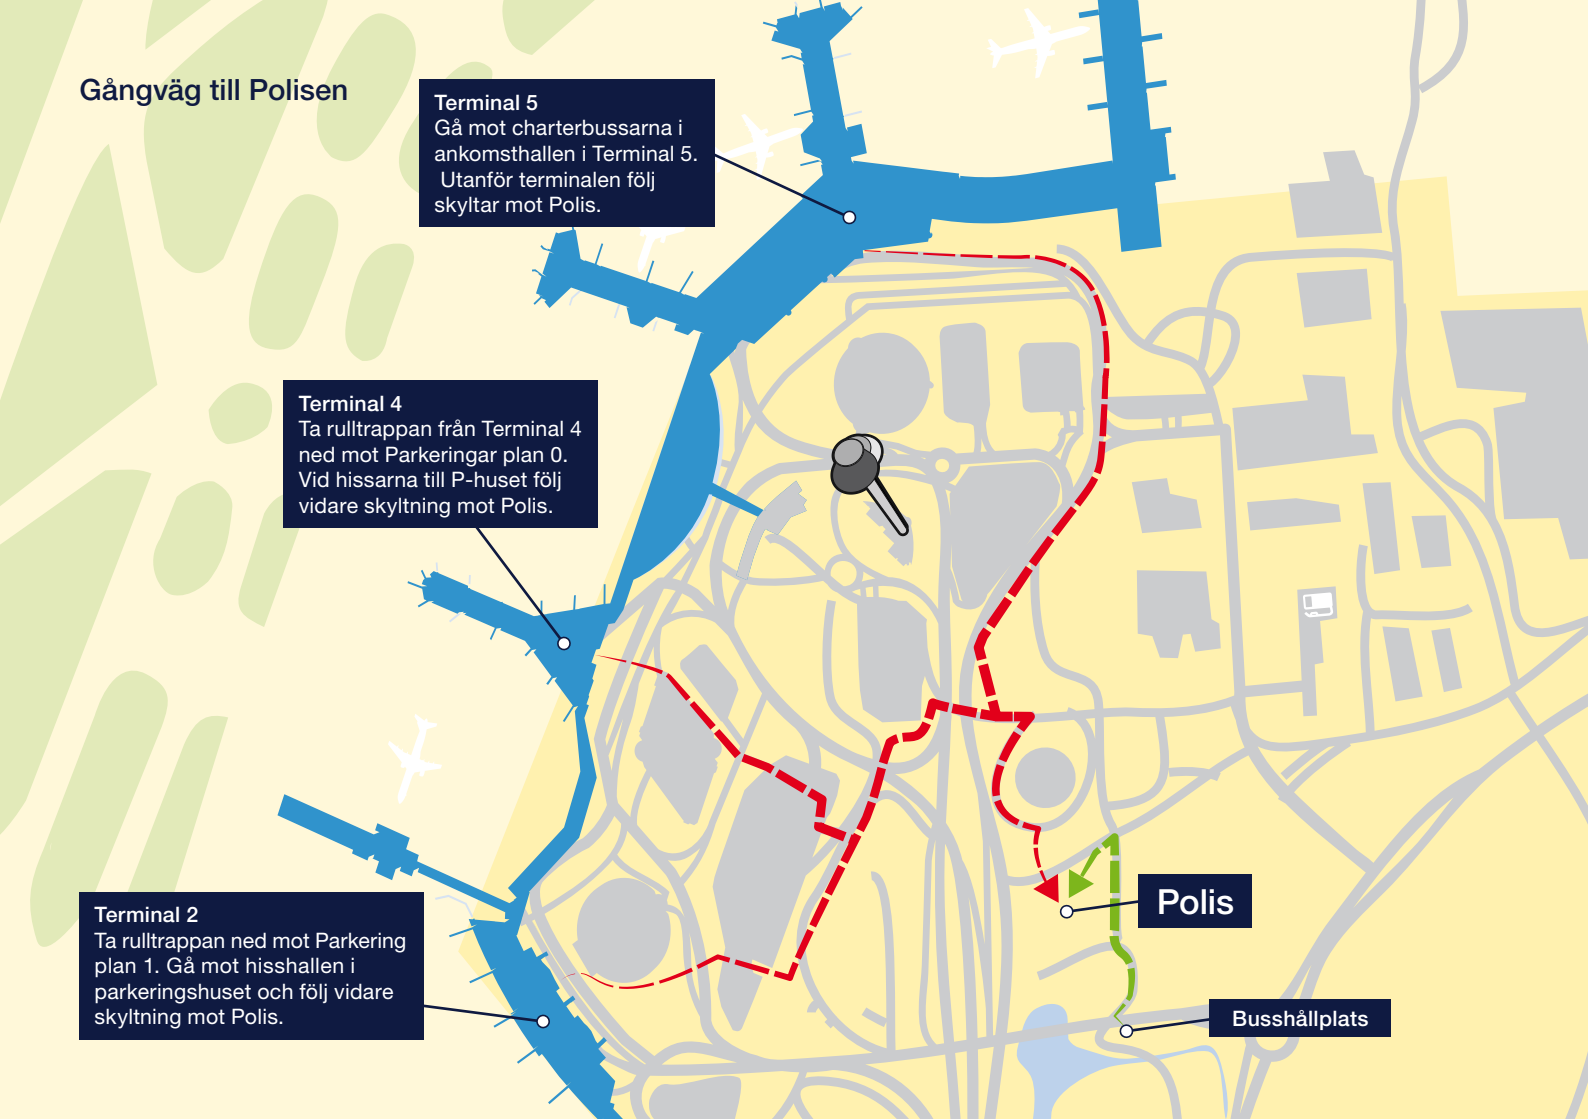 Gångväg till Polisen
Terminal 5
Gå mot charterbussarna i
ankomsthallen i Terminal 5.
Utanför terminalen följ
skyltar mot Polis.
Terminal 4
Ta rulltrappan från Terminal 4
ned mot Parkeringar plan 0.
Vid hissarna till P-huset följ
vidare skyltning mot Polis.
Terminal 2
Ta rulltrappan ned mot Parkering
plan 1. Gå mot hisshallen i
parkeringshuset och följ vidare
skyltning mot Polis.
Polis
Busshållplats